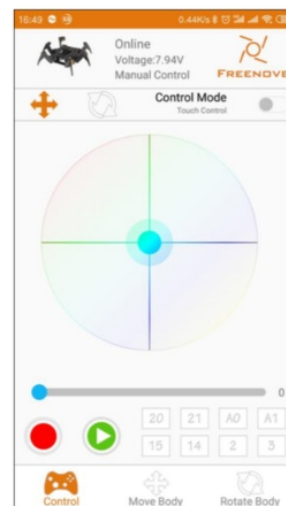 16:49 0.44K/s
Online
Voltage:7.94V
Manual Control
FREENOVE
Control Mode
Touch Control
0
20 21 A0 A1
15 14 2 3
Control Move Body Rotate Body